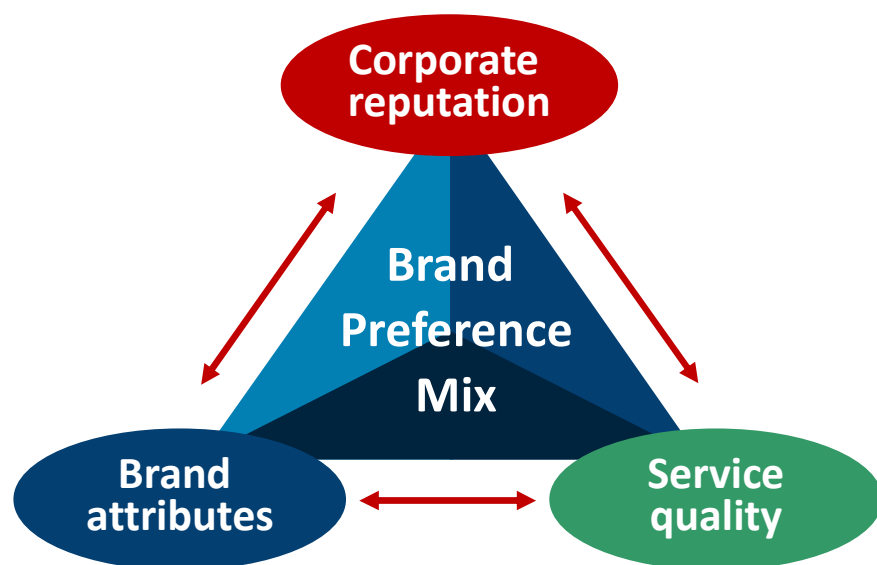 Corporate
reputation
Brand
Preference
Mix
Brand
attributes
Service
quality